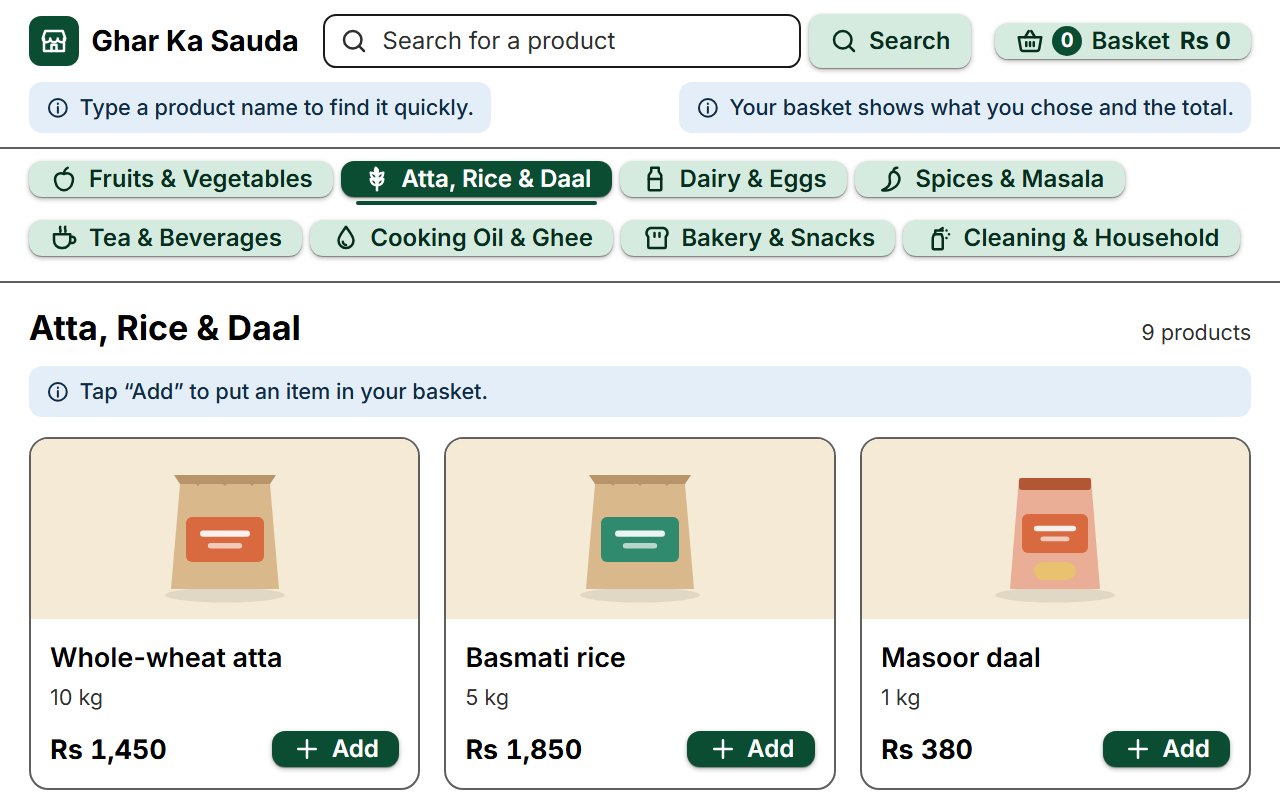 Ghar Ka Sauda
Search for a product
Search
0 Basket Rs 0
Type a product name to find it quickly.
Your basket shows what you chose and the total.
Fruits & Vegetables
Atta, Rice & Daal
Dairy & Eggs
Spices & Masala
Tea & Beverages
Cooking Oil & Ghee
Bakery & Snacks
Cleaning & Household
Atta, Rice & Daal
9 products
Tap “Add” to put an item in your basket.
Whole-wheat atta
10 kg
Rs 1,450
Add
Basmati rice
5 kg
Rs 1,850
Add
Masoor daal
1 kg
Rs 380
Add